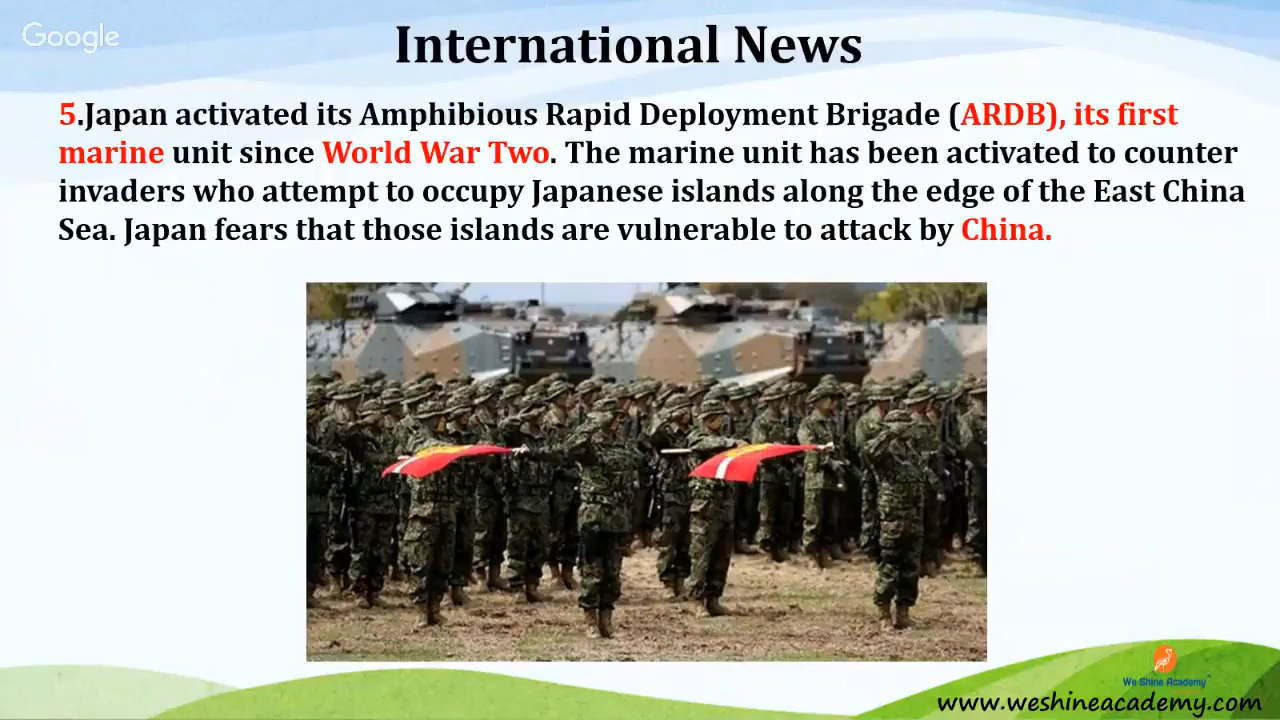 Google
International News
5.Japan activated its Amphibious Rapid Deployment Brigade (ARDB), its first
marine unit since World War Two. The marine unit has been activated to counter
invaders who attempt to occupy Japanese islands along the edge of the East China
Sea. Japan fears that those islands are vulnerable to attack by China.
We Shine Academy
www.weshineacademy.com